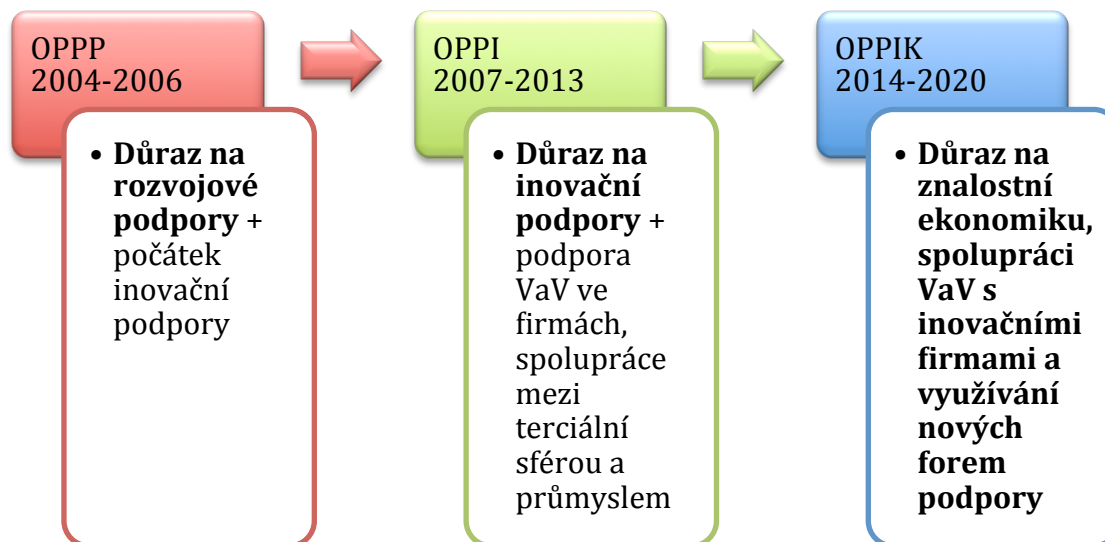 OPPP
2004-2006
• Důraz na
rozvojové
podpory +
počátek
inovační
podpory
OPPI
2007-2013
• Důraz na
inovační
podpory +
podpora
VaV ve
firmách,
spolupráce
mezi
terciální
sférou a
průmyslem
OPPIK
2014-2020
• Důraz na
znalostní
ekonomiku,
spolupráci
VaV s
inovačními
firmami a
využívání
nových
forem
podpory